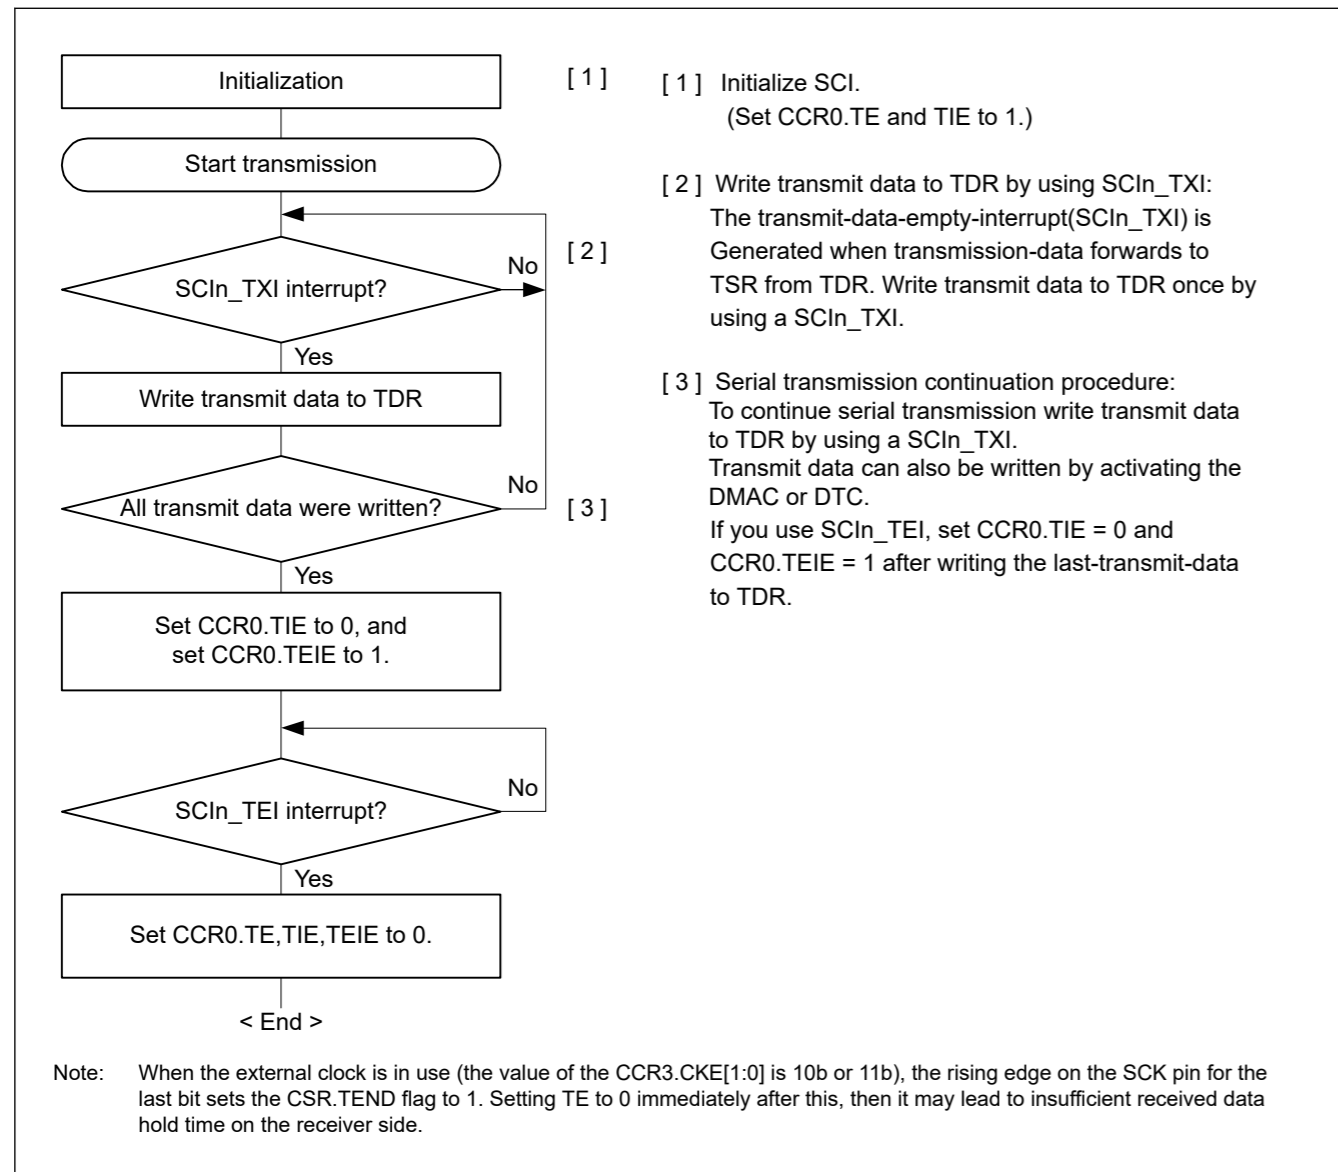 Initialization
[ 1 ]
Start transmission
SCIn_TXI interrupt?
No
[ 2 ]
Yes
Write transmit data to TDR
All transmit data were written?
No
[ 3 ]
Yes
Set CCR0.TIE to 0, and
set CCR0.TEIE to 1.
SCIn_TEI interrupt?
No
Yes
Set CCR0.TE,TIE,TEIE to 0.
< End >
[ 1 ] Initialize SCI.
(Set CCR0.TE and TIE to 1.)
[ 2 ] Write transmit data to TDR by using SCIn_TXI:
The transmit-data-empty-interrupt(SCIn_TXI) is
Generated when transmission-data forwards to
TSR from TDR. Write transmit data to TDR once by
using a SCIn_TXI.
[ 3 ] Serial transmission continuation procedure:
To continue serial transmission write transmit data
to TDR by using a SCIn_TXI.
Transmit data can also be written by activating the
DMAC or DTC.
If you use SCIn_TEI, set CCR0.TIE = 0 and
CCR0.TEIE = 1 after writing the last-transmit-data
to TDR.
Note: When the external clock is in use (the value of the CCR3.CKE[1:0] is 10b or 11b), the rising edge on the SCK pin for the
last bit sets the CSR.TEND flag to 1. Setting TE to 0 immediately after this, then it may lead to insufficient received data
hold time on the receiver side.